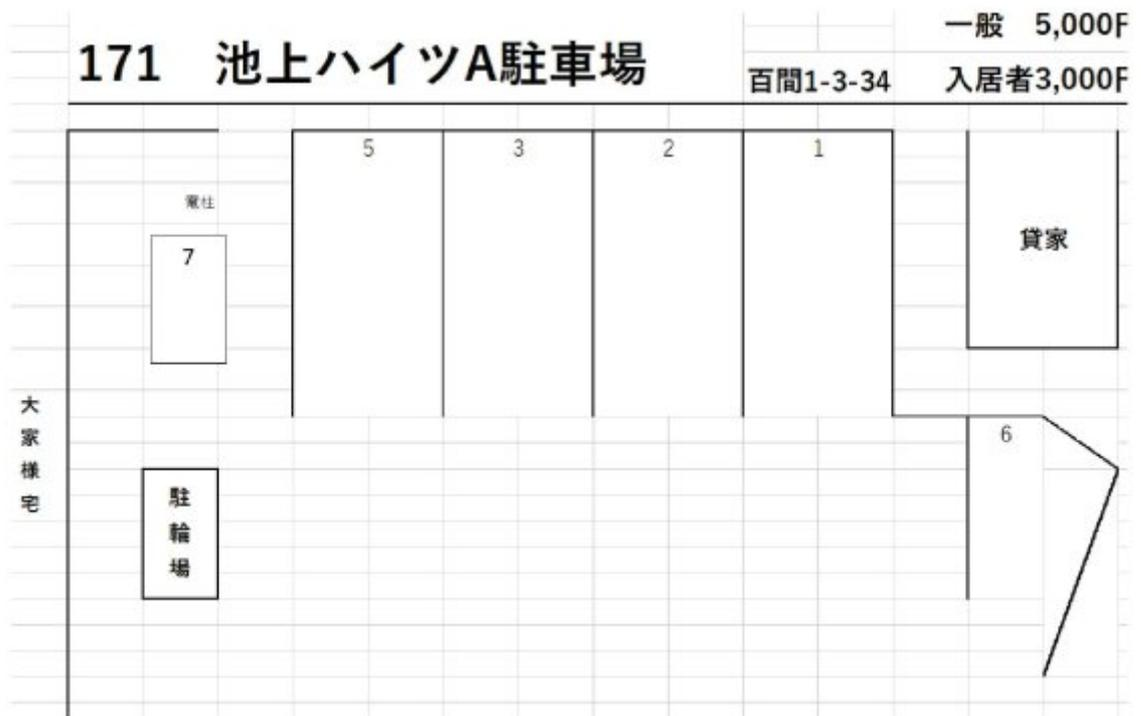 171 池上ハイツA駐車場
一般 5,000F
百間1-3-34
入居者3,000F
5
3
2
1
電柱
7
貸家
大家様宅
6
駐輪場